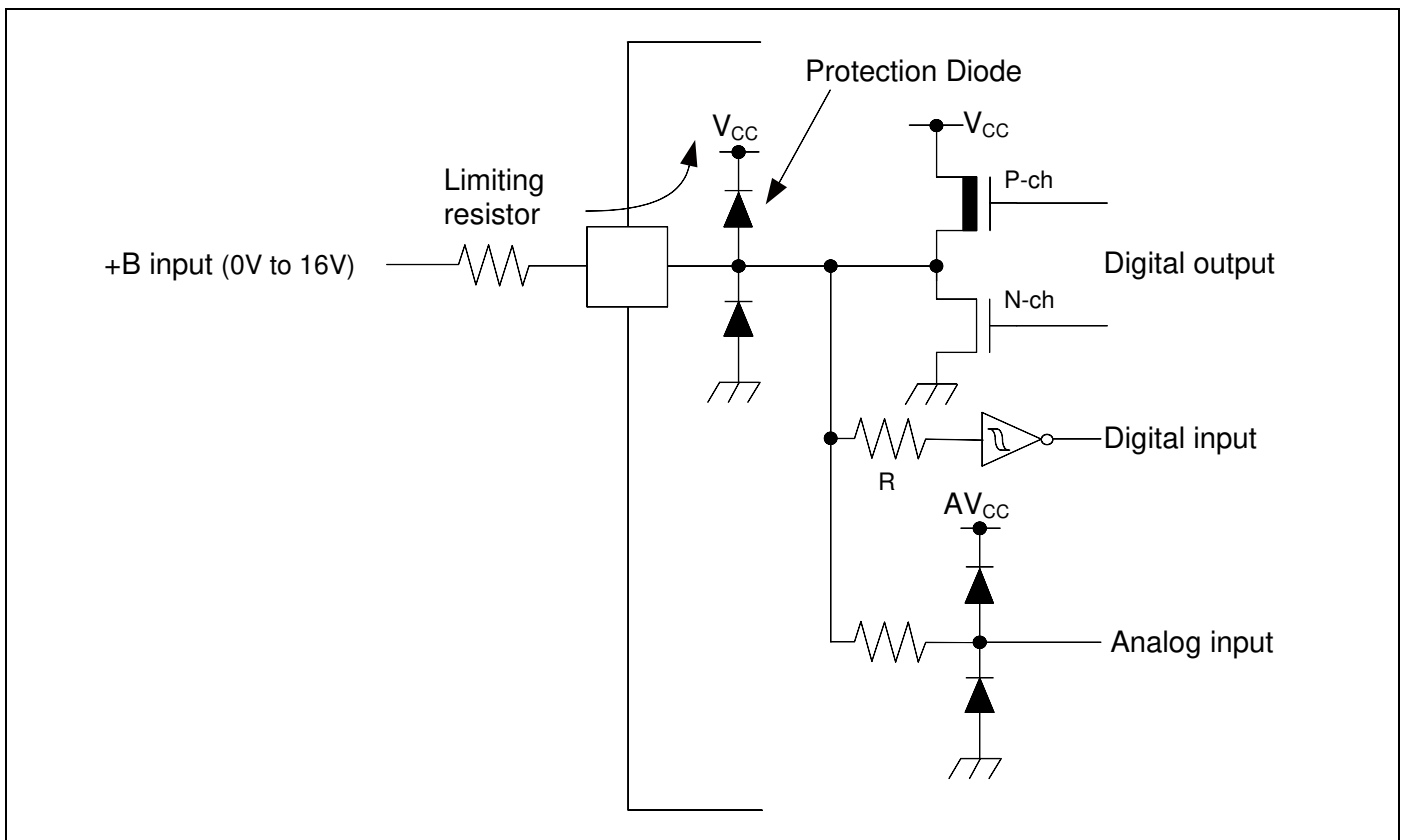 Protection Diode
VCC
VCC
Limiting
resistor
P-ch
+B input (0V to 16V)
Digital output
N-ch
Digital input
R
AVCC
Analog input